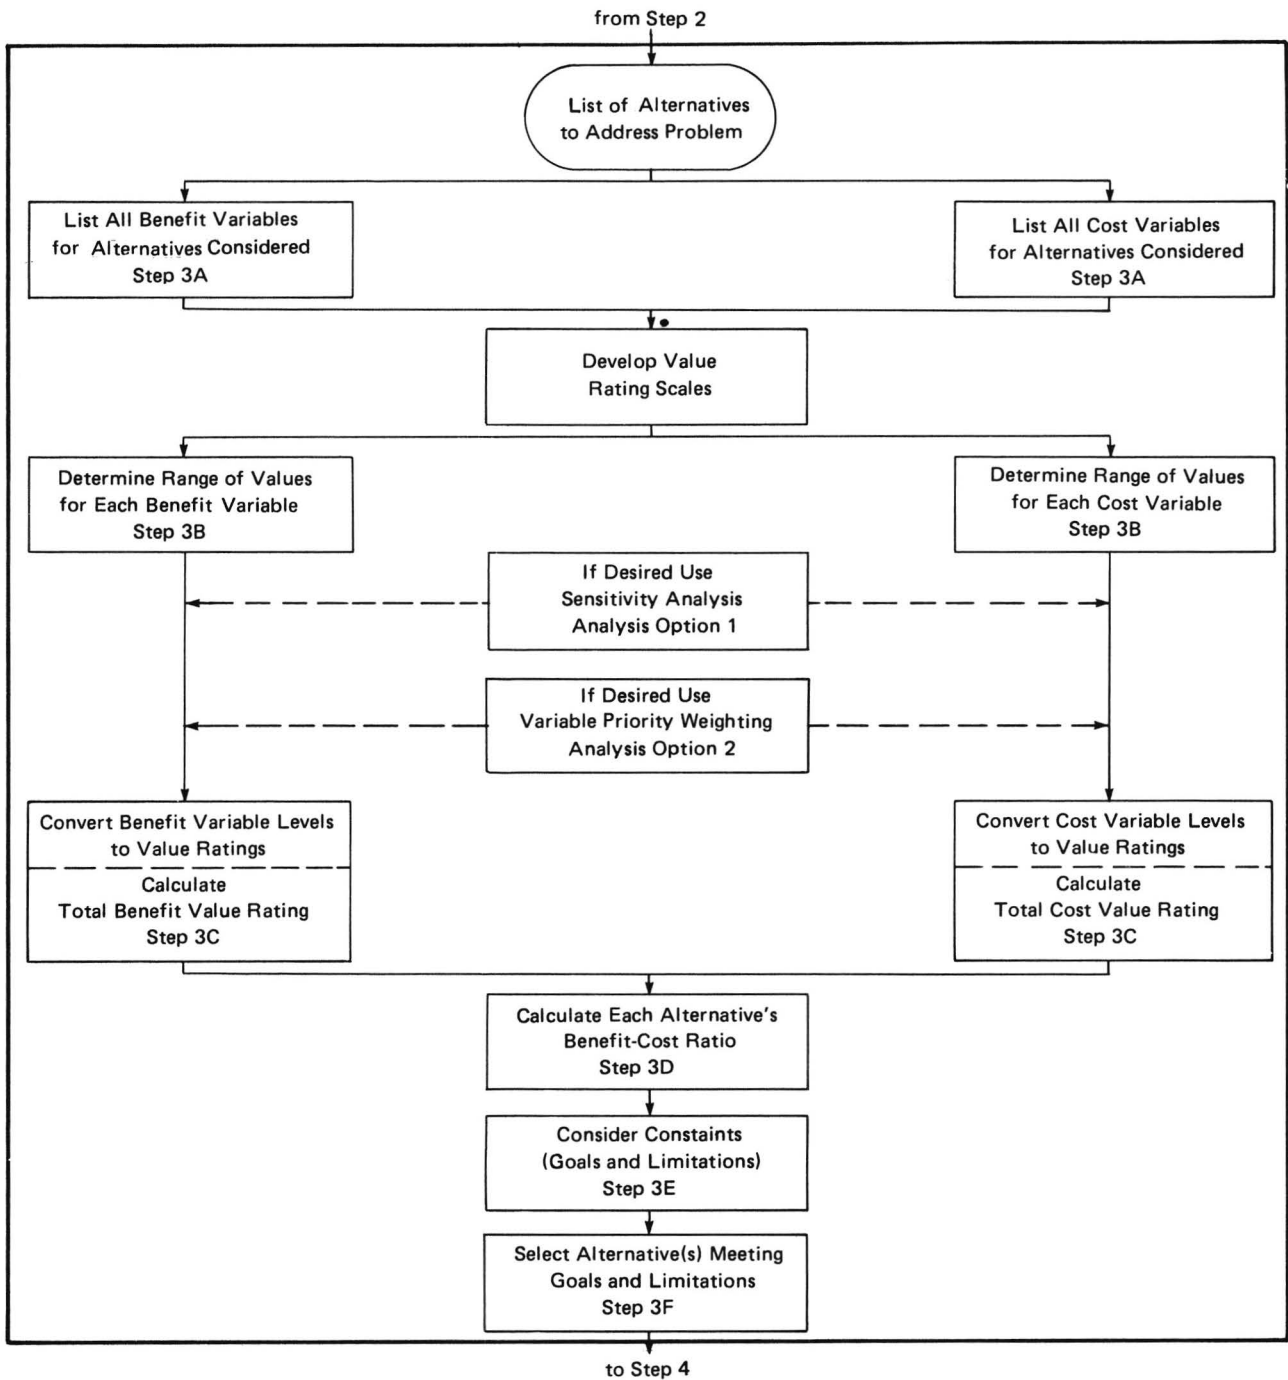 from Step 2
List of Alternatives
to Address Problem
List All Benefit Variables
for Alternatives Considered
Step 3A
List All Cost Variables
for Alternatives Considered
Step 3A
Develop Value
Rating Scales
Determine Range of Values
for Each Benefit Variable
Step 3B
Determine Range of Values
for Each Cost Variable
Step 3B
If Desired Use
Sensitivity Analysis
Analysis Option 1
If Desired Use
Variable Priority Weighting
Analysis Option 2
Convert Benefit Variable Levels
to Value Ratings
Calculate
Total Benefit Value Rating
Step 3C
Convert Cost Variable Levels
to Value Ratings
Calculate
Total Cost Value Rating
Step 3C
Calculate Each Alternative's
Benefit-Cost Ratio
Step 3D
Consider Constaints
(Goals and Limitations)
Step 3E
Select Alternative(s) Meeting
Goals and Limitations
Step 3F
to Step 4